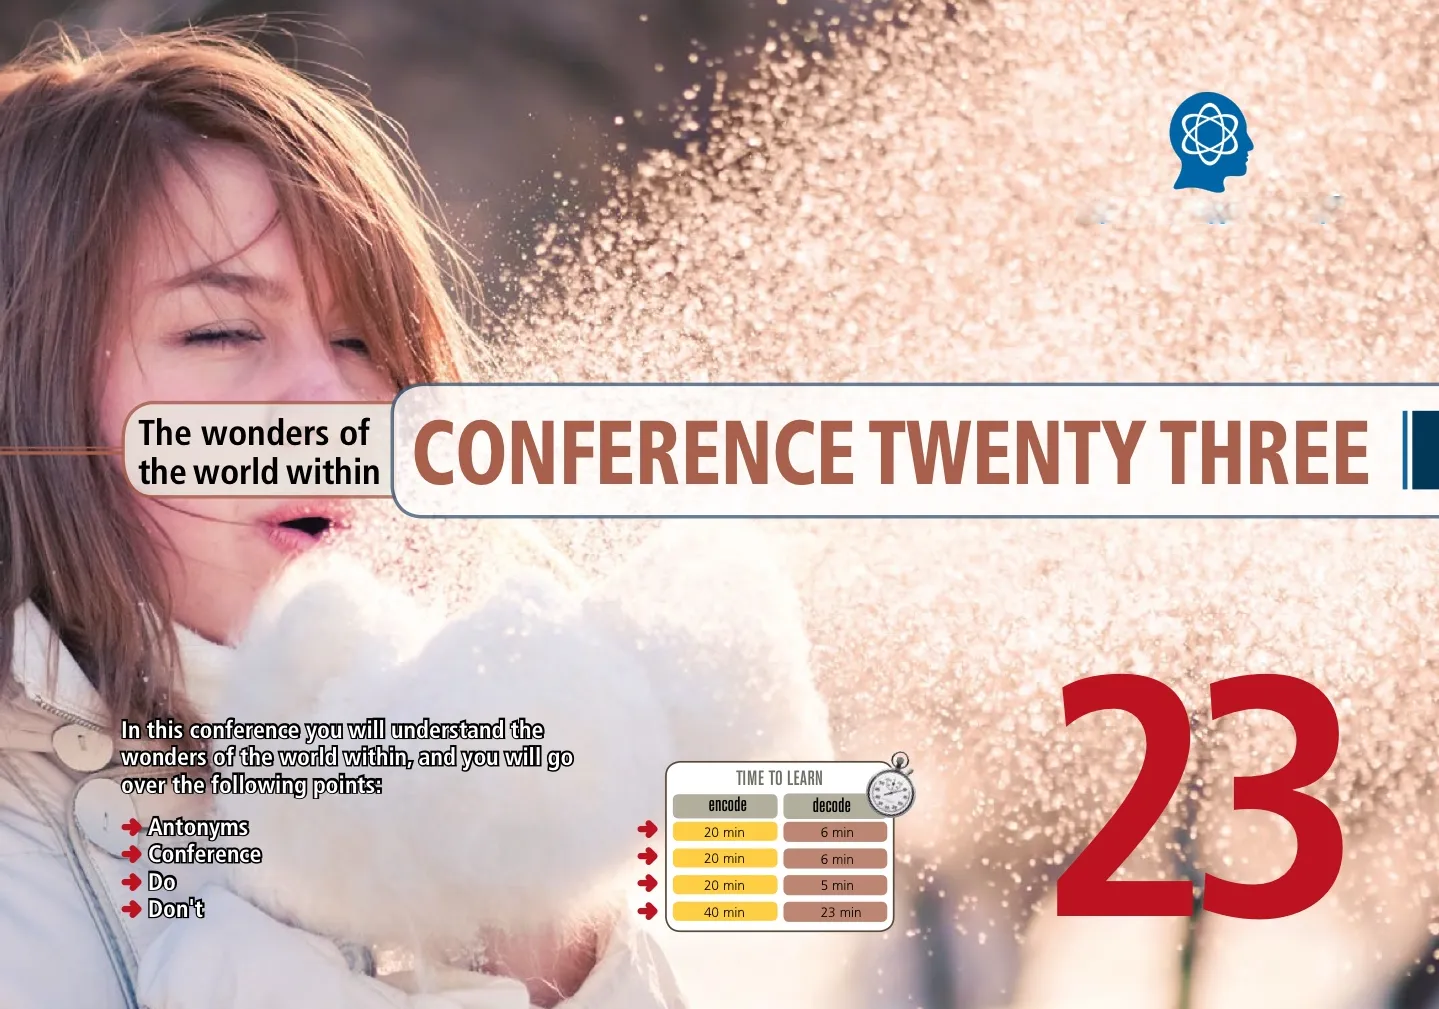 The wonders of
the world within
CONFERENCE TWENTY THREE
In this conference you will understand the
wonders of the world within, and you will go
over the following points:
Antonyms
Conference
Do
Don't
TIME TO LEARN
encode decode
20 min 6 min
20 min 6 min
20 min 5 min
40 min 23 min
23